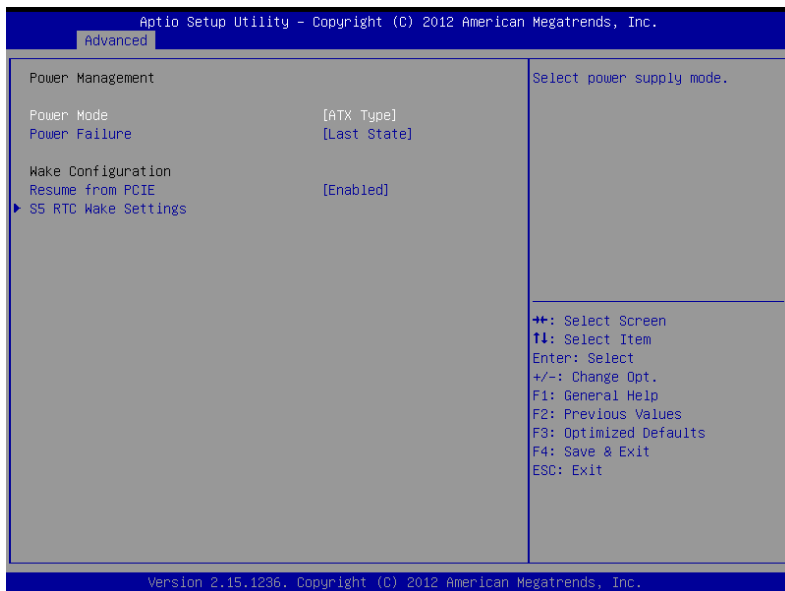 Aptio Setup Utility – Copyright (C) 2012 American Megatrends, Inc.
Advanced
Power Management
Power Mode [ATX Type]
Power Failure [Last State]
Wake Configuration
Resume from PCIE [Enabled]
S5 RTC Wake Settings
Select power supply mode.
→←: Select Screen
↑↓: Select Item
Enter: Select
+/-: Change Opt.
F1: General Help
F2: Previous Values
F3: Optimized Defaults
F4: Save & Exit
ESC: Exit
Version 2.15.1236. Copyright (C) 2012 American Megatrends, Inc.